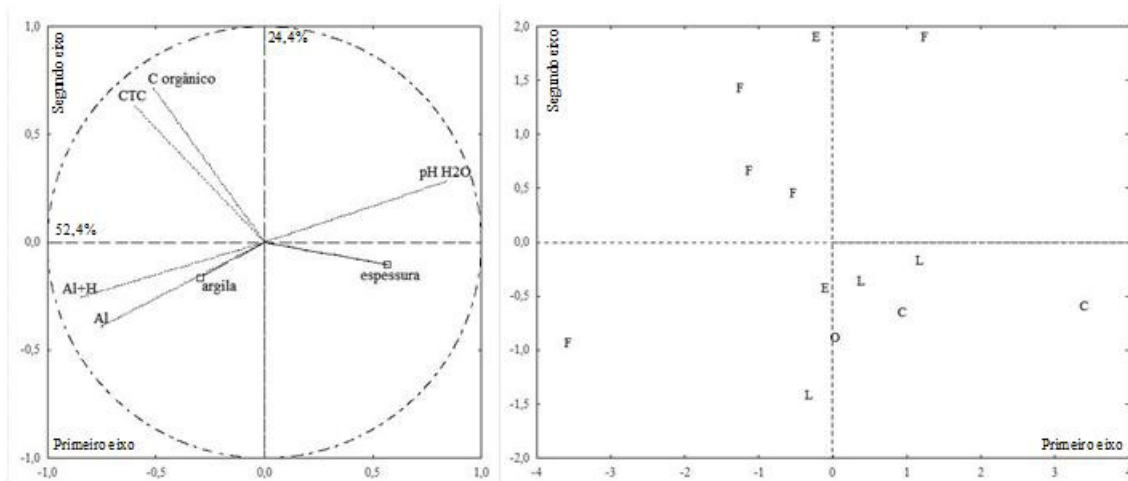 1,0
Segundo eixo
24,4%
C orgânico
CTC
0,5
pH H2O
52,4%
0,0
espessura
argila
Al+H
Al
-0,5
Primeiro eixo
-1,0
-1,0 -0,5 0,0 0,5 1,0
2,0
Segundo eixo
E F
1,5
F
1,0
F
0,5
F
0,0
L
L
E
-0,5
C
C
O
F
-1,0
L
-1,5
Primeiro eixo
-2,0
-4 -3 -2 -1 0 1 2 3 4